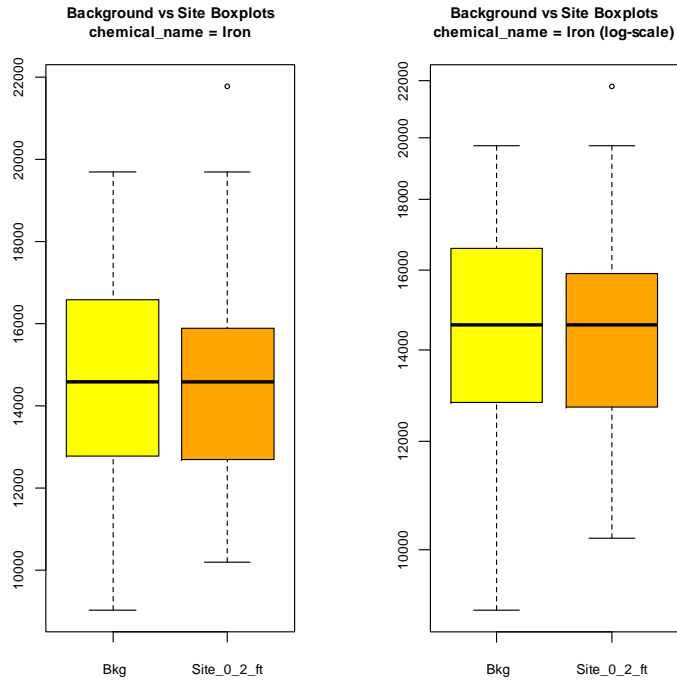 Background vs Site Boxplots
chemical_name = Iron
22000
20000
18000
16000
14000
12000
10000
Bkg
Site_0_2_ft
Background vs Site Boxplots
chemical_name = Iron (log-scale)
22000
20000
18000
16000
14000
12000
10000
Bkg
Site_0_2_ft